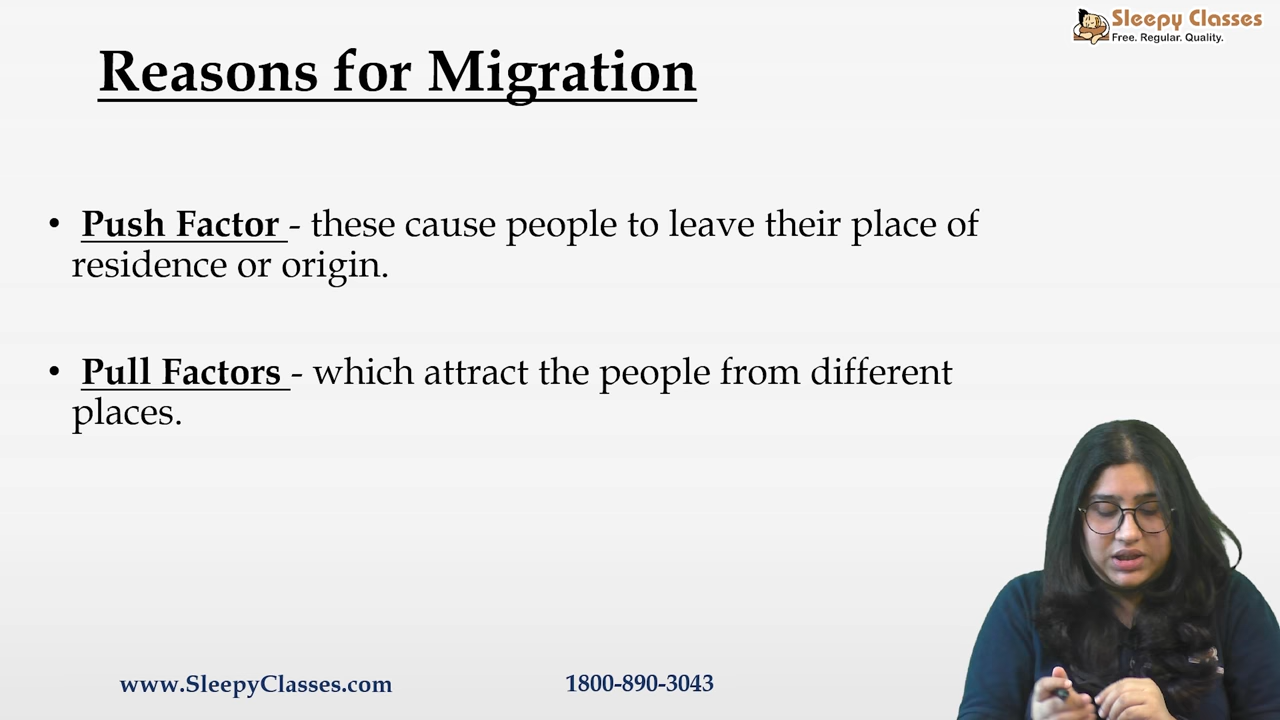 Sleepy Classes
Free. Regular. Quality.
Reasons for Migration
• Push Factor - these cause people to leave their place of
residence or origin.
• Pull Factors - which attract the people from different
places.
www.SleepyClasses.com
1800-890-3043